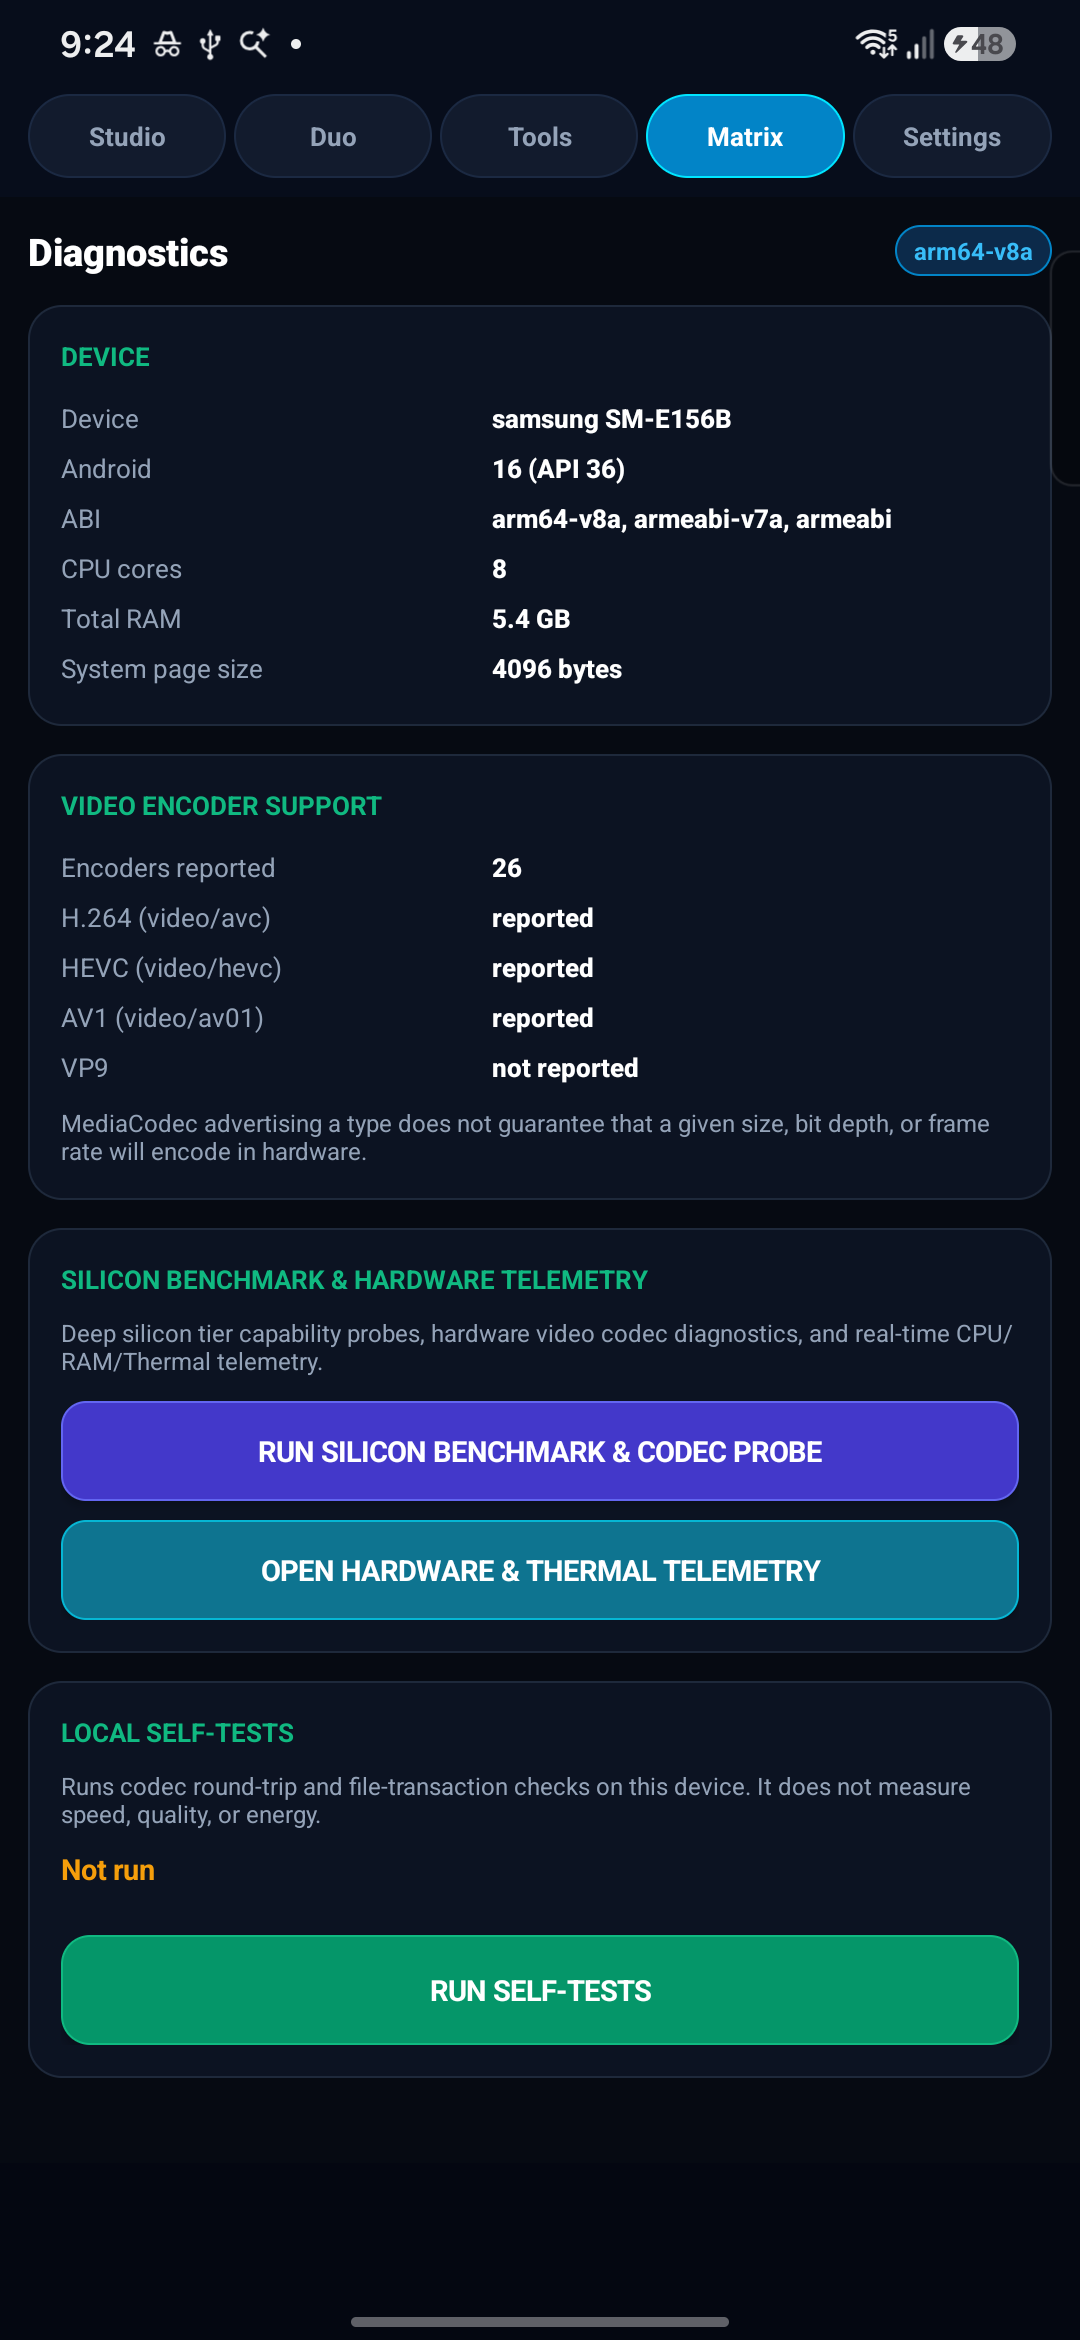 9:24
5
48
Studio
Duo
Tools
Matrix
Settings
Diagnostics
arm64-v8a
DEVICE
Device samsung SM-E156B
Android 16 (API 36)
ABI arm64-v8a, armeabi-v7a, armeabi
CPU cores 8
Total RAM 5.4 GB
System page size 4096 bytes
VIDEO ENCODER SUPPORT
Encoders reported 26
H.264 (video/avc) reported
HEVC (video/hevc) reported
AV1 (video/av01) reported
VP9 not reported
MediaCodec advertising a type does not guarantee that a given size, bit depth, or frame
rate will encode in hardware.
SILICON BENCHMARK & HARDWARE TELEMETRY
Deep silicon tier capability probes, hardware video codec diagnostics, and real-time CPU/
RAM/Thermal telemetry.
RUN SILICON BENCHMARK & CODEC PROBE
OPEN HARDWARE & THERMAL TELEMETRY
LOCAL SELF-TESTS
Runs codec round-trip and file-transaction checks on this device. It does not measure
speed, quality, or energy.
Not run
RUN SELF-TESTS